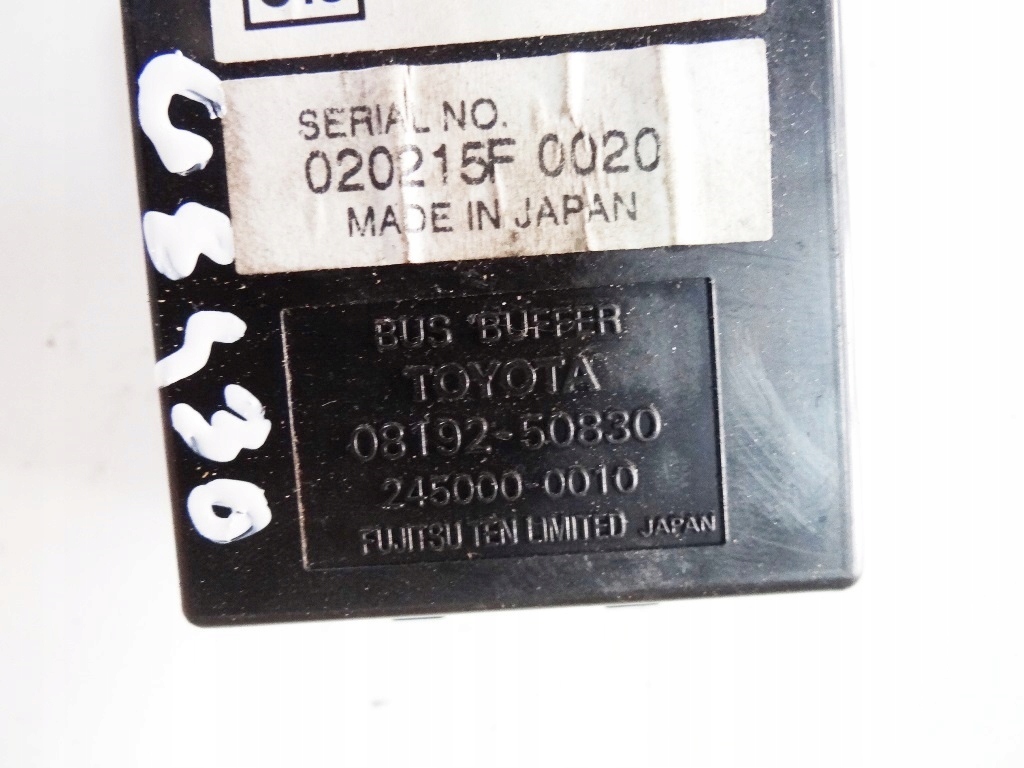 SERIAL NO.
020215F 0020
MADE IN JAPAN
BUS BUFFER
TOYOTA
08192-50830
245000-0010
FUJITSU TEN LIMITED JAPAN